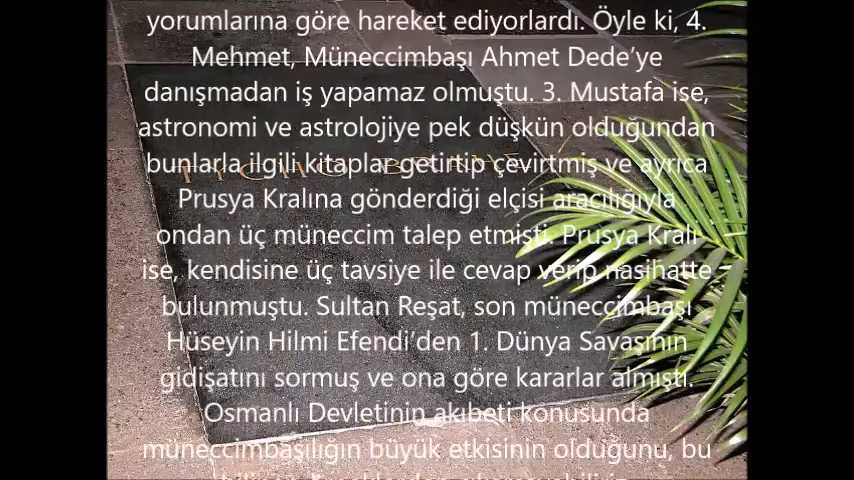 yorumlarına göre hareket ediyorlardı. Öyle ki, 4.
Mehmet, Müneccimbaşı Ahmet Dede’ye
danışmadan iş yapamaz olmuştu. 3. Mustafa ise,
astronomi ve astrolojiye pek düşkün olduğundan
bunlarla ilgili kitaplar getirtip çevirtmiş ve ayrıca
Prusya Kralına gönderdiği elçisi aracılığıyla
ondan üç müneccim talep etmişti. Prusya Kralı
ise, kendisine üç tavsiye ile cevap verip nasihatte
bulunmuştu. Sultan Reşat, son müneccimbaşı
Hüseyin Hilmi Efendi’den 1. Dünya Savaşının
gidişatını sormuş ve ona göre kararlar almıştı.
Osmanlı Devletinin akıbeti konusunda
müneccimbaşılığın büyük etkisinin olduğunu, bu
TYCHO BRAHE